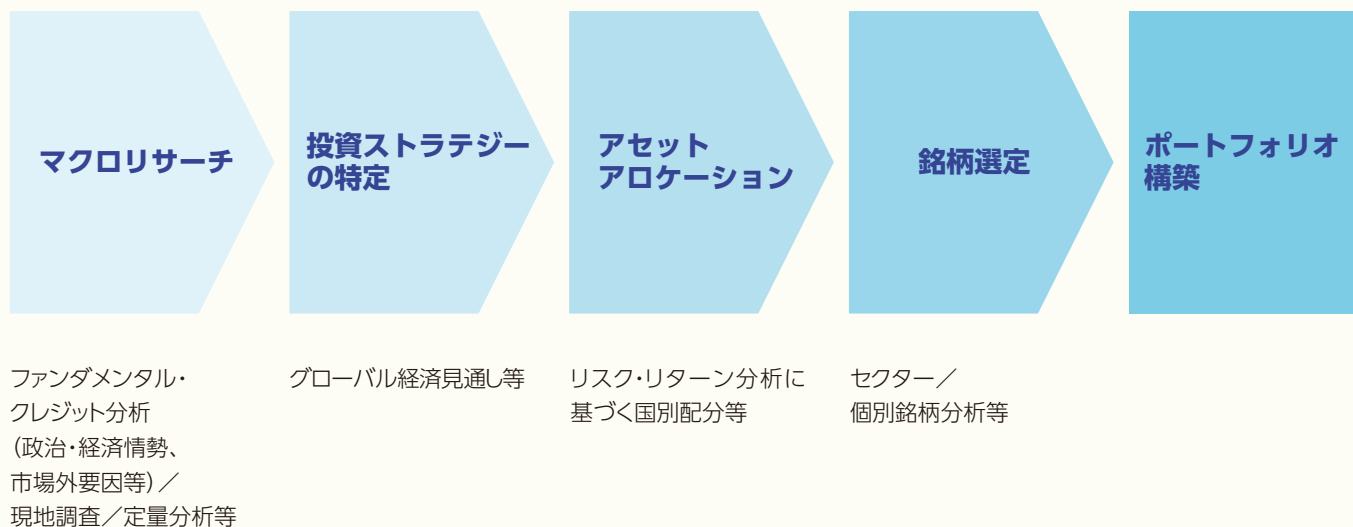 マクロリサーチ
投資ストラテジー
の特定
アセット
アロケーション
銘柄選定
ポートフォリオ
構築
ファンダメンタル・
クレジット分析
(政治・経済情勢、
市場外要因等)／
現地調査／定量分析等
グローバル経済見通し等
リスク・リターン分析に
基づく国別配分等
セクター／
個別銘柄分析等